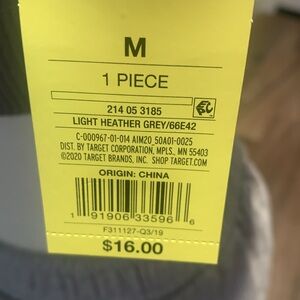 M
1 PIECE
214 05 3185
LIGHT HEATHER GREY/66E42
C-000967-01-014 AIM20_50A01-0025
DIST. BY TARGET CORPORATION, MPLS., MN 55403
©2020 TARGET BRANDS, INC. SHOP TARGET.COM
ORIGIN: CHINA
1 91906 33596 6
F311127-Q3/19
$16.00